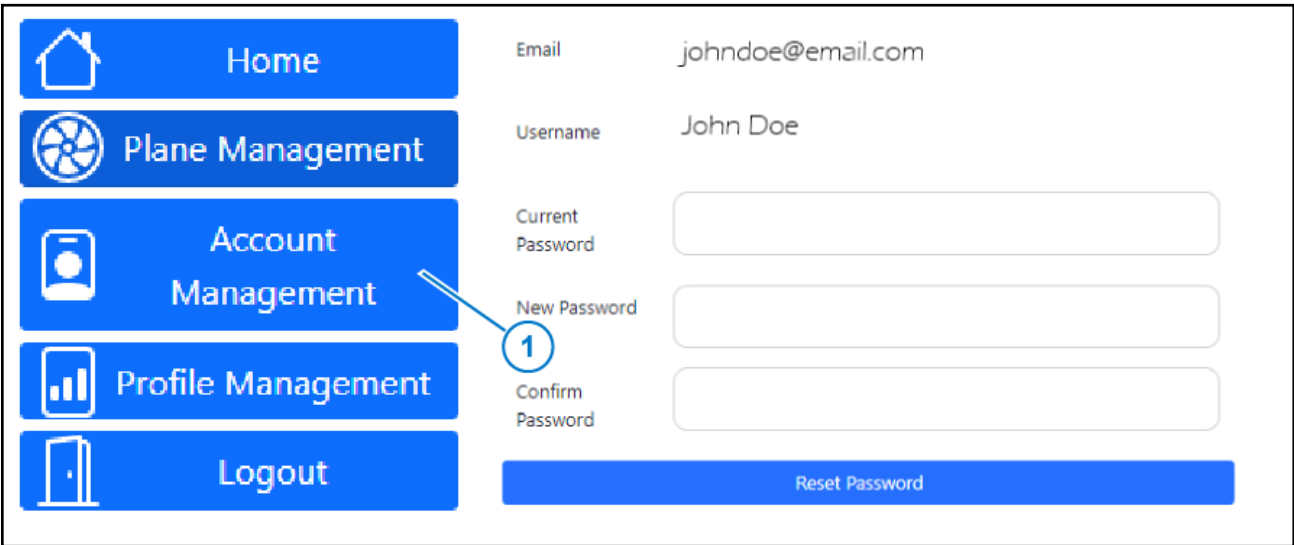 Home
Plane Management
Account
Management
Profile Management
Logout
1
Email
johndoe@email.com
Username
John Doe
Current
Password
New Password
Confirm
Password
Reset Password